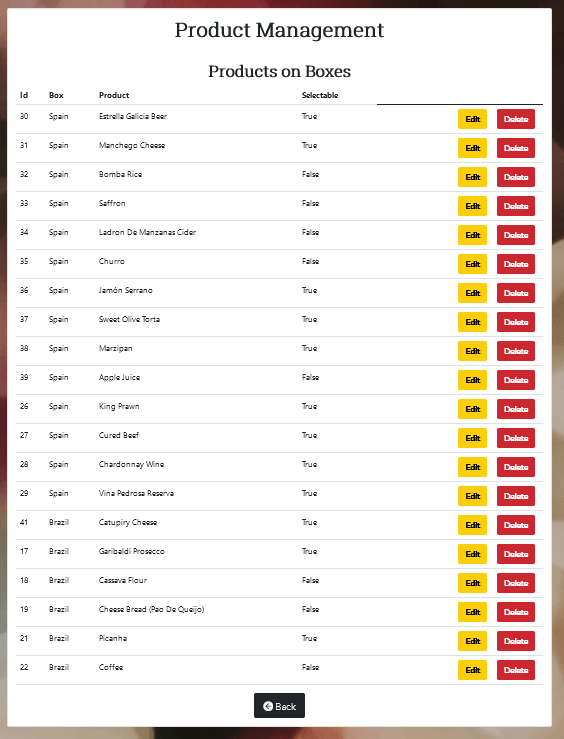 Product Management
Products on Boxes
Id Box Product Selectable
30 Spain Estrella Galicia Beer True Edit Delete
31 Spain Manchego Cheese True Edit Delete
32 Spain Bomba Rice False Edit Delete
33 Spain Saffron False Edit Delete
34 Spain Ladron De Manzanas Cider False Edit Delete
35 Spain Churro False Edit Delete
36 Spain Jamón Serrano True Edit Delete
37 Spain Sweet Olive Torta True Edit Delete
38 Spain Marzipan True Edit Delete
39 Spain Apple Juice False Edit Delete
26 Spain King Prawn True Edit Delete
27 Spain Cured Beef True Edit Delete
28 Spain Chardonnay Wine True Edit Delete
29 Spain Vina Pedrosa Reserva True Edit Delete
41 Brazil Catupiry Cheese True Edit Delete
17 Brazil Garibaldi Prosecco True Edit Delete
18 Brazil Cassava Flour False Edit Delete
19 Brazil Cheese Bread (Pao De Queijo) False Edit Delete
21 Brazil Picanha True Edit Delete
22 Brazil Coffee False Edit Delete
Back